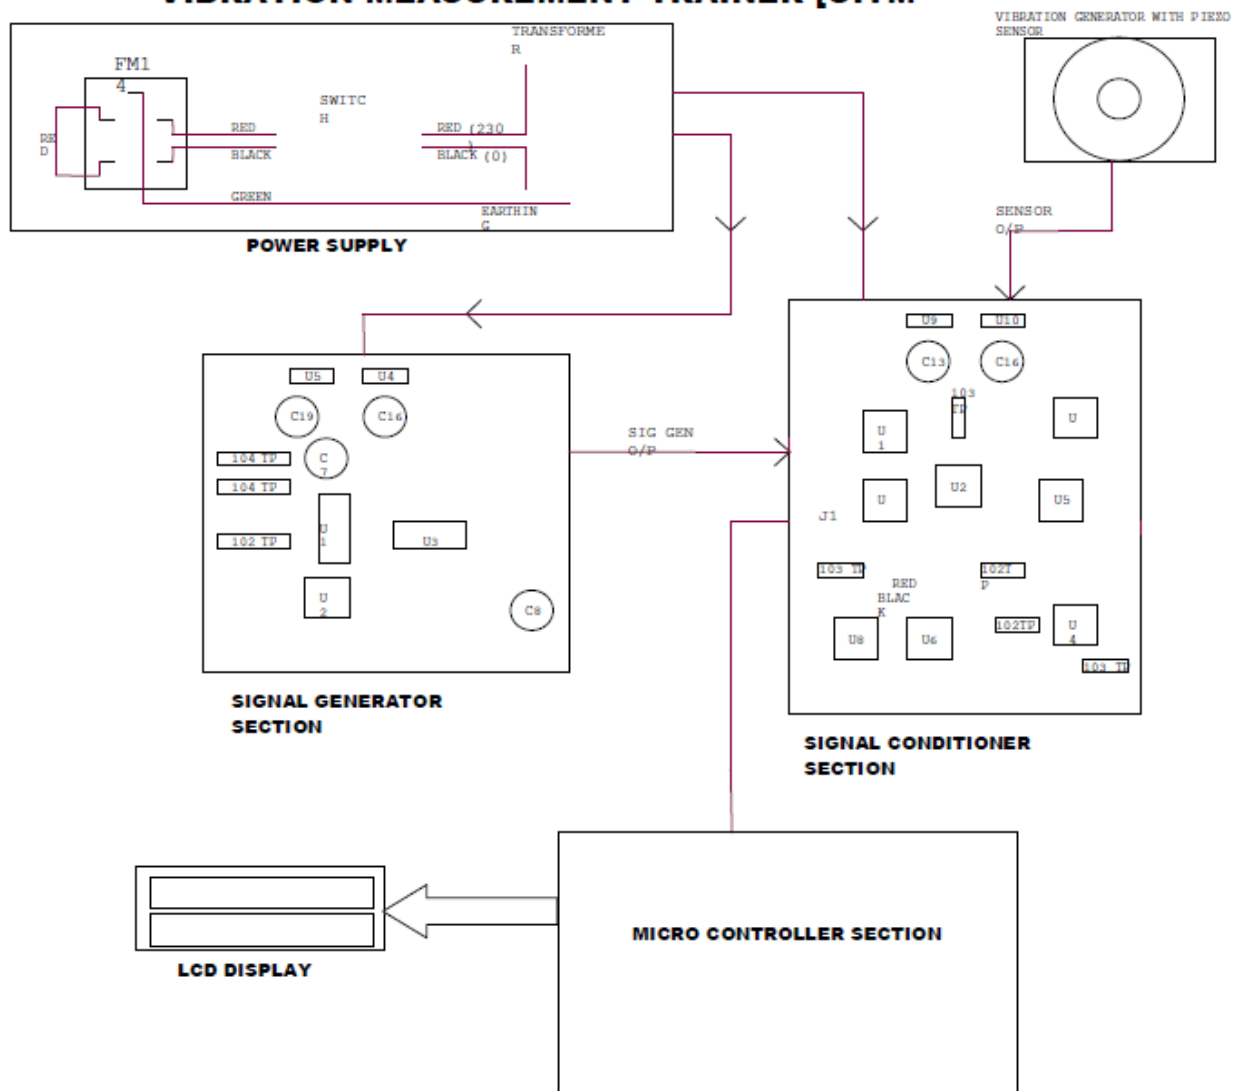 VIBRATION MEASUREMENT TRAINER [CITM
VIBRATION GENERATOR WITH PIEZO
SENSOR
TRANSFORME
R
FM1
4
SWITC
H
RE
D
RED
RED (230
)
BLACK
BLACK (0)
GREEN
EARTHIN
G
POWER SUPPLY
SENSOR
O/P
U9
U10
C13
C16
103
TP
U
1
U
U2
U
U5
J1
103 TP
102T
P
RED
BLAC
K
U8
U6
102TP
U
4
103 TP
SIGNAL CONDITIONER
SECTION
SIG GEN
O/P
U5
U4
C19
C16
C
7
104 TP
104 TP
102 TP
U
1
U3
U
2
C8
SIGNAL GENERATOR
SECTION
MICRO CONTROLLER SECTION
LCD DISPLAY